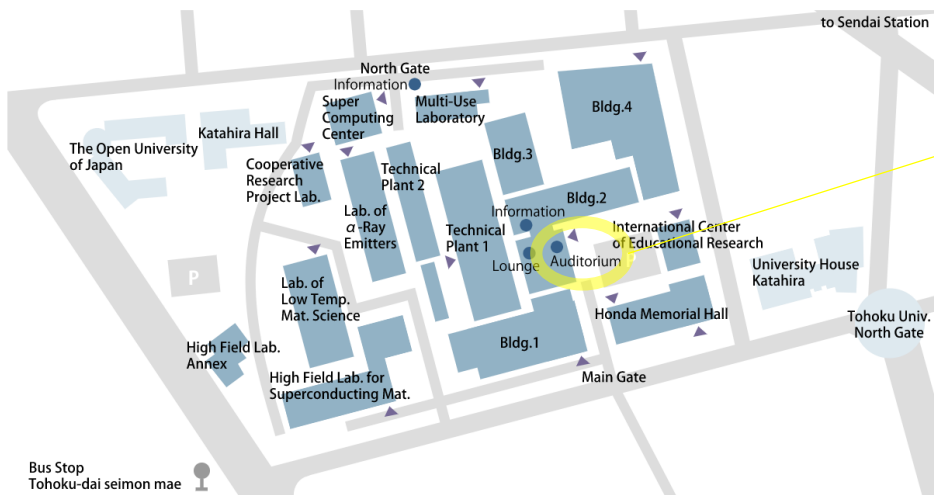 to Sendai Station
North Gate
Information
Super
Computing
Center
Multi-Use
Laboratory
Bldg.4
Katahira Hall
The Open University
of Japan
Bldg.3
Cooperative
Research
Project Lab.
Technical
Plant 2
Lab. of
α-Ray
Emitters
Bldg.2
Information
Technical
Plant 1
International Center
of Educational Research
Lounge
Auditorium
P
P
University House
Katahira
Lab. of
Low Temp.
Mat. Science
Honda Memorial Hall
Tohoku Univ.
North Gate
High Field Lab.
Annex
Bldg.1
High Field Lab. for
Superconducting Mat.
Main Gate
Bus Stop
Tohoku-dai seimon mae